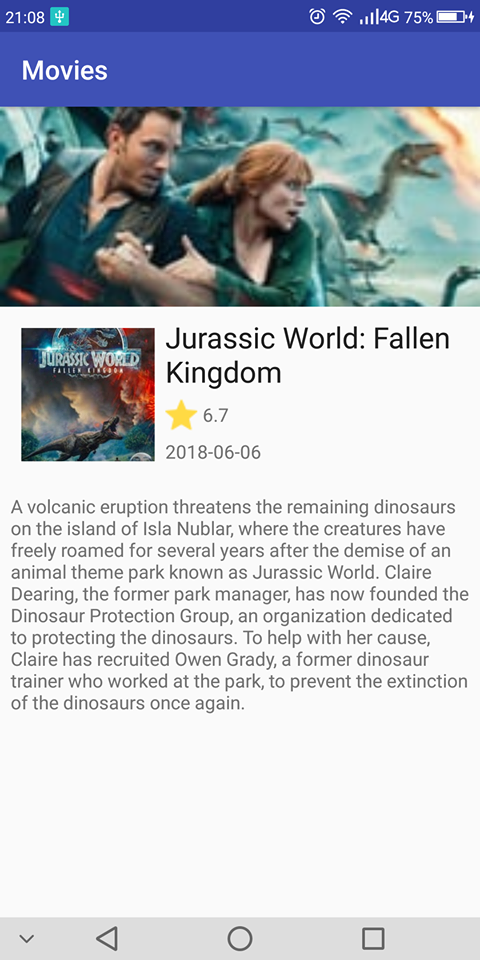 21:08 4G 75%
Movies
JURASSIC WORLD
FALLEN KINGDOM
Jurassic World: Fallen
Kingdom
6.7
2018-06-06
A volcanic eruption threatens the remaining dinosaurs
on the island of Isla Nublar, where the creatures have
freely roamed for several years after the demise of an
animal theme park known as Jurassic World. Claire
Dearing, the former park manager, has now founded the
Dinosaur Protection Group, an organization dedicated
to protecting the dinosaurs. To help with her cause,
Claire has recruited Owen Grady, a former dinosaur
trainer who worked at the park, to prevent the extinction
of the dinosaurs once again.